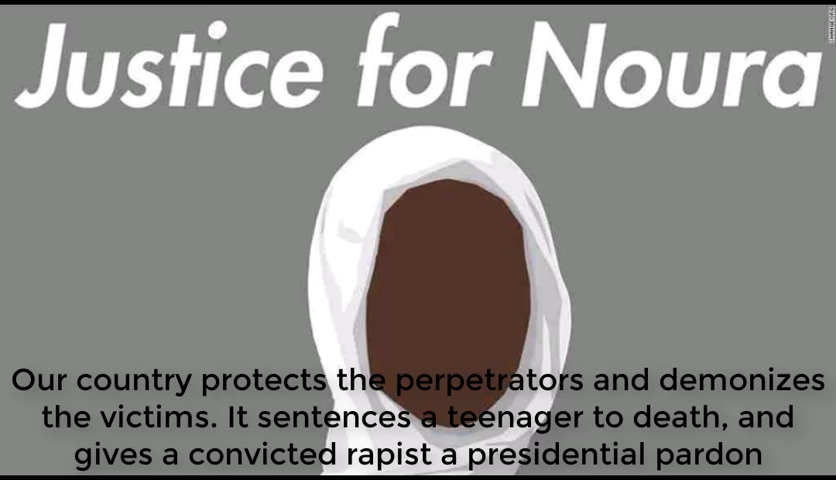 Justice for Noura
Our country protects the perpetrators and demonizes
the victims. It sentences a teenager to death, and
gives a convicted rapist a presidential pardon